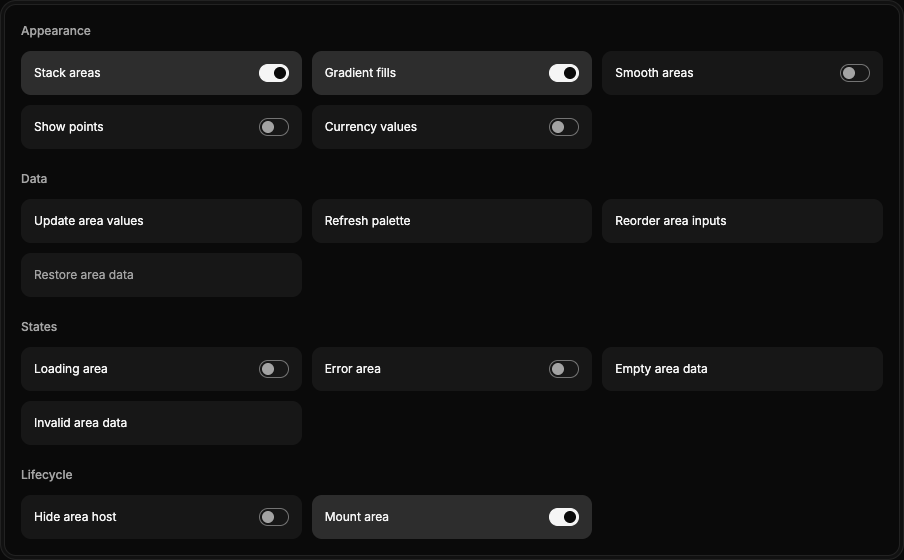 Appearance
Stack areas
Gradient fills
Smooth areas
Show points
Currency values
Data
Update area values
Refresh palette
Reorder area inputs
Restore area data
States
Loading area
Error area
Empty area data
Invalid area data
Lifecycle
Hide area host
Mount area